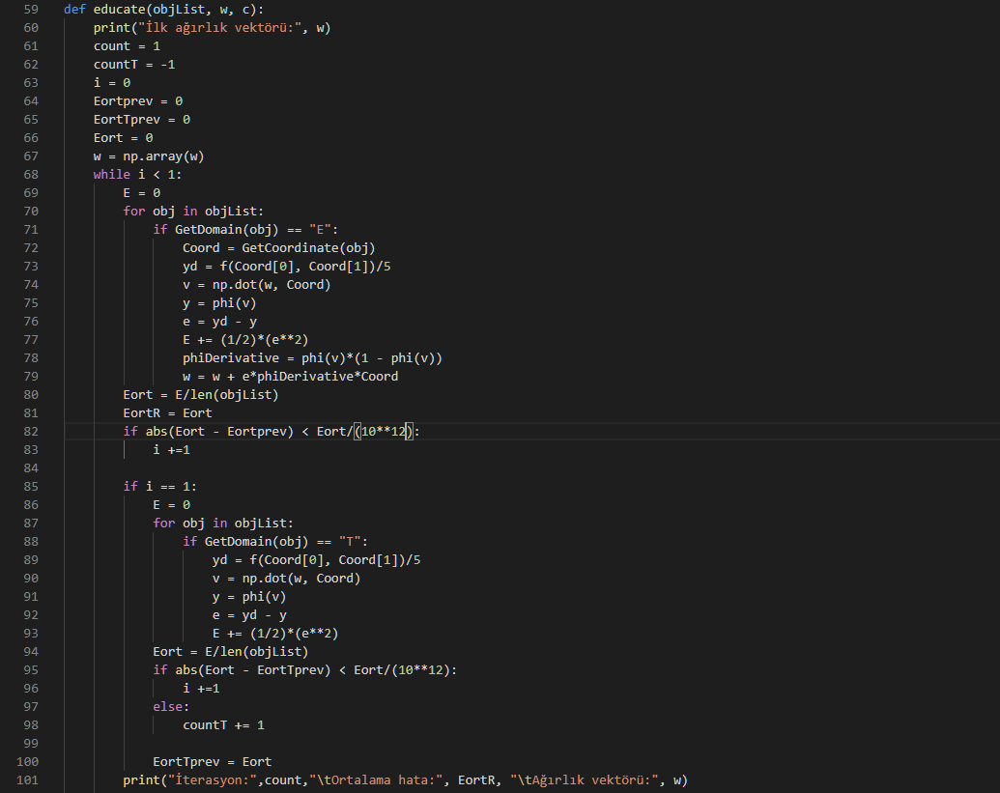 59 def educate(objList, w, c):
60 print("İlk ağırlık vektörü:", w)
61 count = 1
62 countT = -1
63 i = 0
64 Eortprev = 0
65 EortTprev = 0
66 Eort = 0
67 w = np.array(w)
68 while i < 1:
69 E = 0
70 for obj in objList:
71 if GetDomain(obj) == "E":
72 Coord = GetCoordinate(obj)
73 yd = f(Coord[0], Coord[1])/5
74 v = np.dot(w, Coord)
75 y = phi(v)
76 e = yd - y
77 E += (1/2)*(e**2)
78 phiDerivative = phi(v)*(1 - phi(v))
79 w = w + e*phiDerivative*Coord
80 Eort = E/len(objList)
81 EortR = Eort
82 if abs(Eort - Eortprev) < Eort/(10**12):
83 i +=1
84
85 if i == 1:
86 E = 0
87 for obj in objList:
88 if GetDomain(obj) == "T":
89 yd = f(Coord[0], Coord[1])/5
90 v = np.dot(w, Coord)
91 y = phi(v)
92 e = yd - y
93 E += (1/2)*(e**2)
94 Eort = E/len(objList)
95 if abs(Eort - EortTprev) < Eort/(10**12):
96 i +=1
97 else:
98 countT += 1
99
100 EortTprev = Eort
101 print("İterasyon:",count,"\tOrtalama hata:", EortR, "\tAğırlık vektörü:", w)